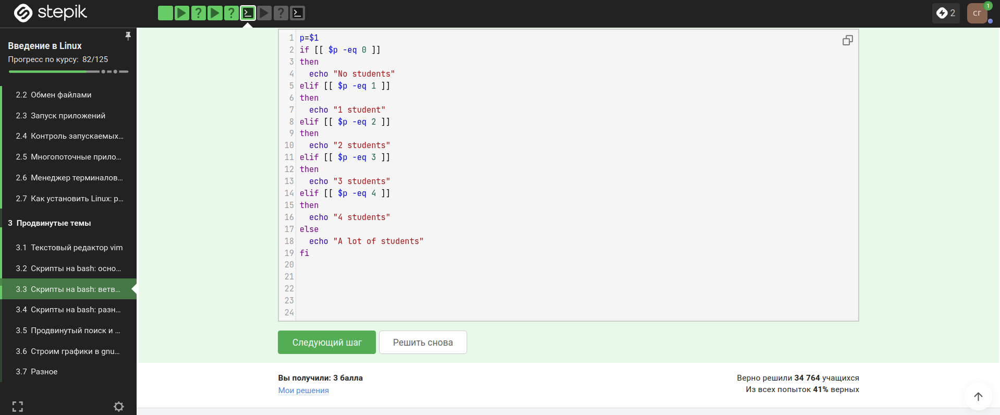 stepik
2
СГ
1
Введение в Linux
Прогресс по курсу: 82/125
2.2 Обмен файлами
2.3 Запуск приложений
2.4 Контроль запускаемых...
2.5 Многопоточные прило...
2.6 Менеджер терминалов...
2.7 Как установить Linux: р...
3 Продвинутые темы
3.1 Текстовый редактор vim
3.2 Скрипты на bash: осно...
3.3 Скрипты на bash: ветв...
3.4 Скрипты на bash: разн...
3.5 Продвинутый поиск и ...
3.6 Строим графики в gnu...
3.7 Разное
1 p=$1
2 if [[ $p -eq 0 ]]
3 then
4   echo "No students"
5 elif [[ $p -eq 1 ]]
6 then
7   echo "1 student"
8 elif [[ $p -eq 2 ]]
9 then
10   echo "2 students"
11 elif [[ $p -eq 3 ]]
12 then
13   echo "3 students"
14 elif [[ $p -eq 4 ]]
15 then
16   echo "4 students"
17 else
18   echo "A lot of students"
19 fi
20
21
22
23
24
Следующий шаг
Решить снова
Вы получили: 3 балла
Мои решения
Верно решили 34 764 учащихся
Из всех попыток 41% верных